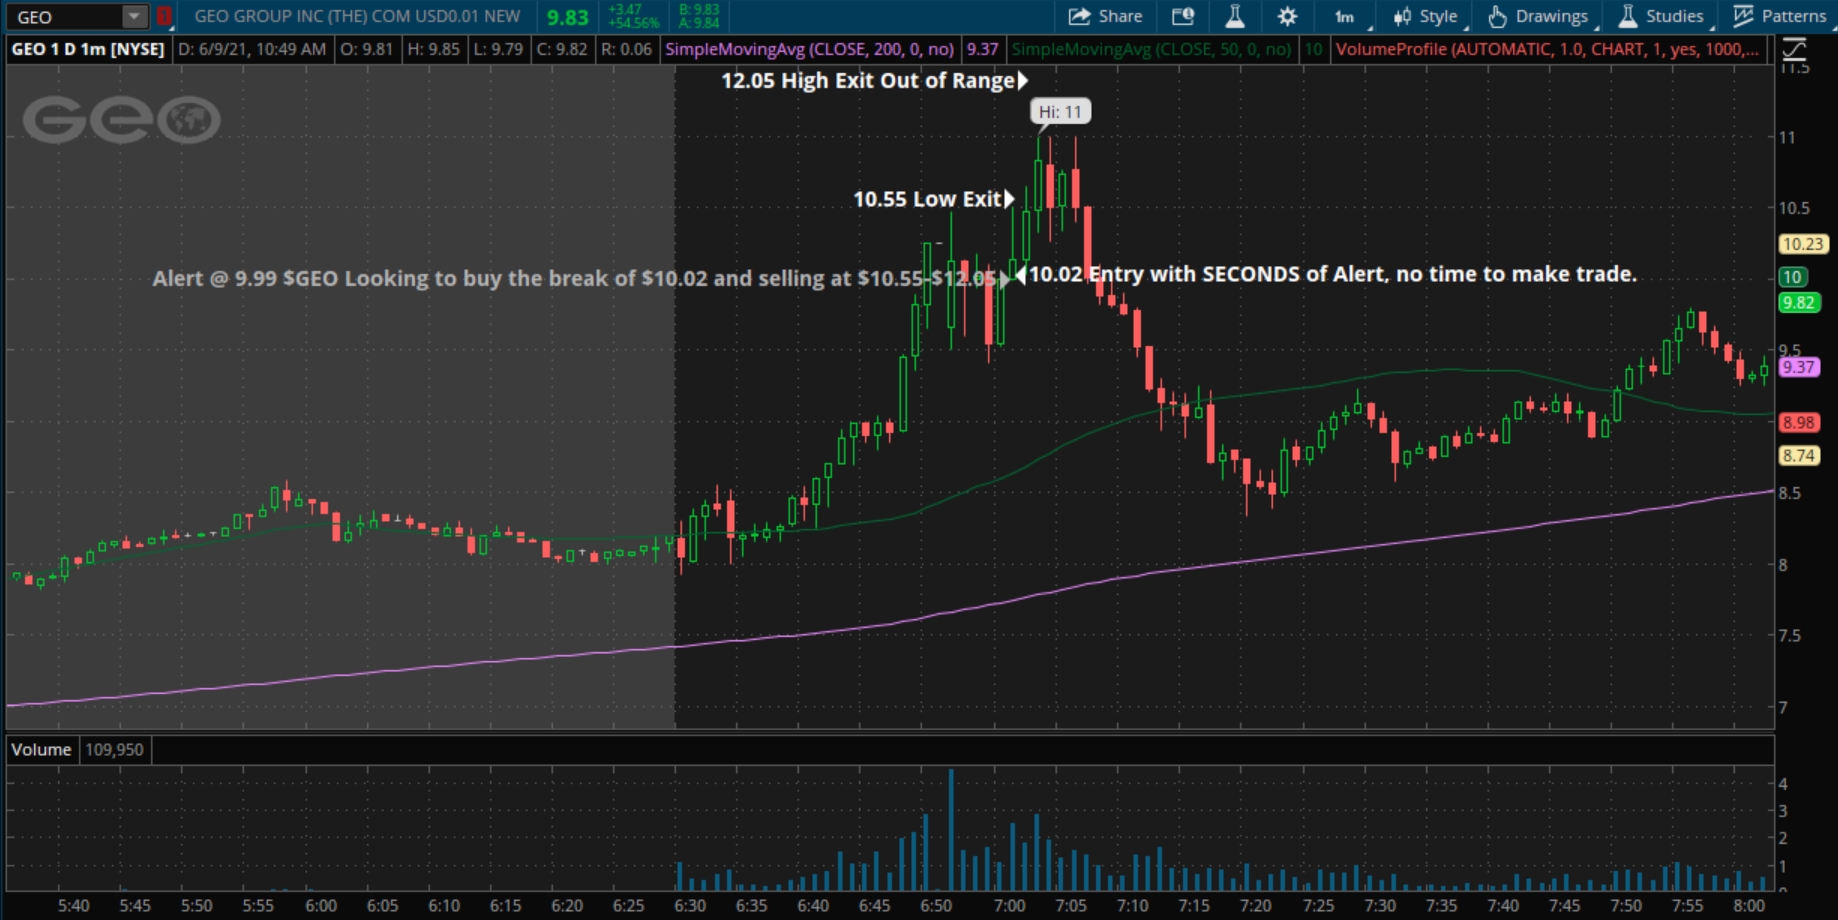 GEO
1
GEO GROUP INC (THE) COM USD0.01 NEW
9.83
+3.47
+54.56%
B: 9.83
A: 9.84
Share
1m
Style
Drawings
Studies
Patterns
GEO 1 D 1m [NYSE]
D: 6/9/21, 10:49 AM
O: 9.81
H: 9.85
L: 9.79
C: 9.82
R: 0.06
SimpleMovingAvg (CLOSE, 200, 0, no)
9.37
SimpleMovingAvg (CLOSE, 50, 0, no)
10
VolumeProfile (AUTOMATIC, 1.0, CHART, 1, yes, 1000,...
Geo
12.05 High Exit Out of Range
Hi: 11
10.55 Low Exit
Alert @ 9.99 $GEO Looking to buy the break of $10.02 and selling at $10.55-$12.05
10.02 Entry with SECONDS of Alert, no time to make trade.
11.5
11
10.5
10.23
10
9.82
9.5
9.37
8.98
8.74
8.5
8
7.5
7
Volume
109,950
4
3
2
1
0
5:40 5:45 5:50 5:55 6:00 6:05 6:10 6:15 6:20 6:25 6:30 6:35 6:40 6:45 6:50 7:00 7:05 7:10 7:15 7:20 7:25 7:30 7:35 7:40 7:45 7:50 7:55 8:00